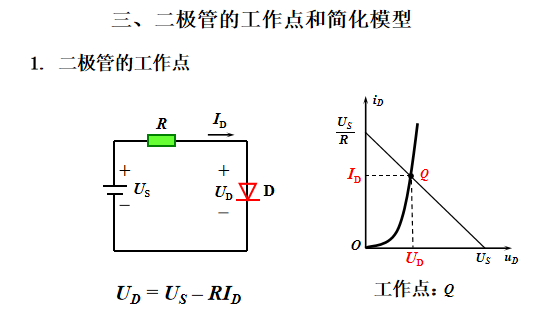 三、二极管的工作点和简化模型
1. 二极管的工作点
R
I_D
+
U_S
−
+
U_D
−
D
U_D = U_S – RI_D
i_D
U_S
R
I_D
Q
O
U_D
U_S
u_D
工作点: Q